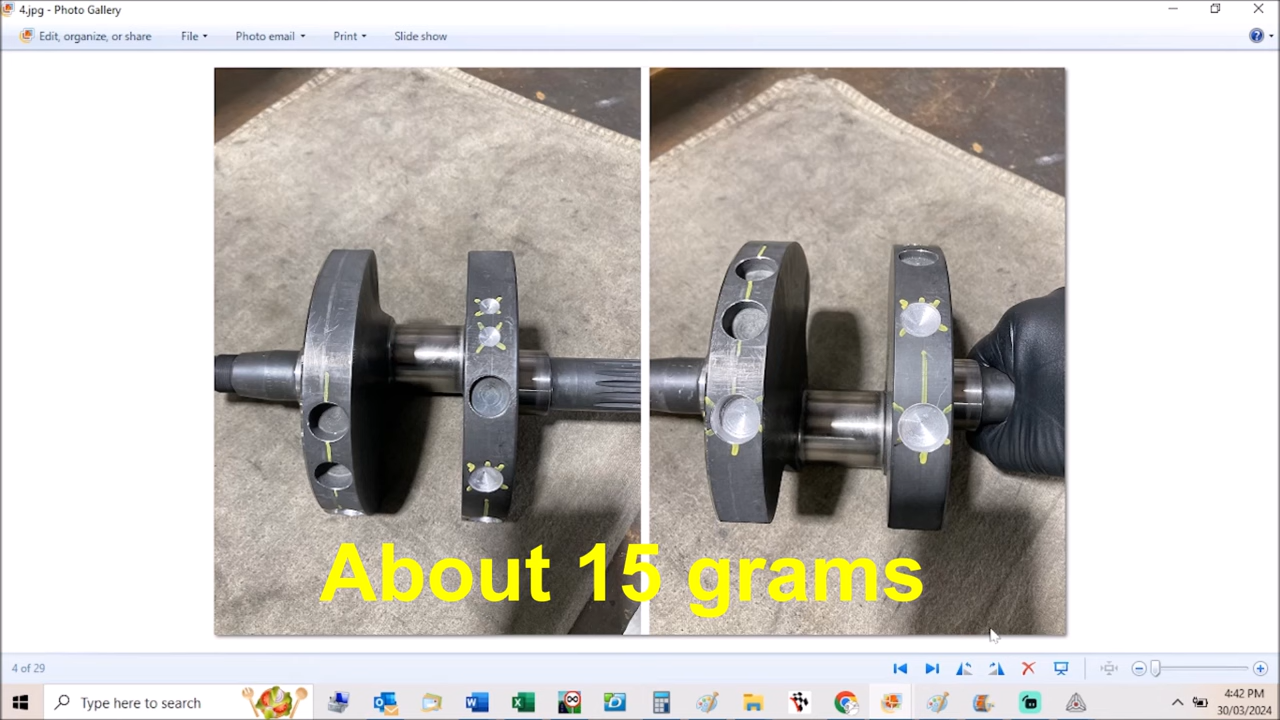 4.jpg - Photo Gallery
Edit, organize, or share
File
Photo email
Print
Slide show
About 15 grams
4 of 29
Type here to search
4:42 PM
30/03/2024